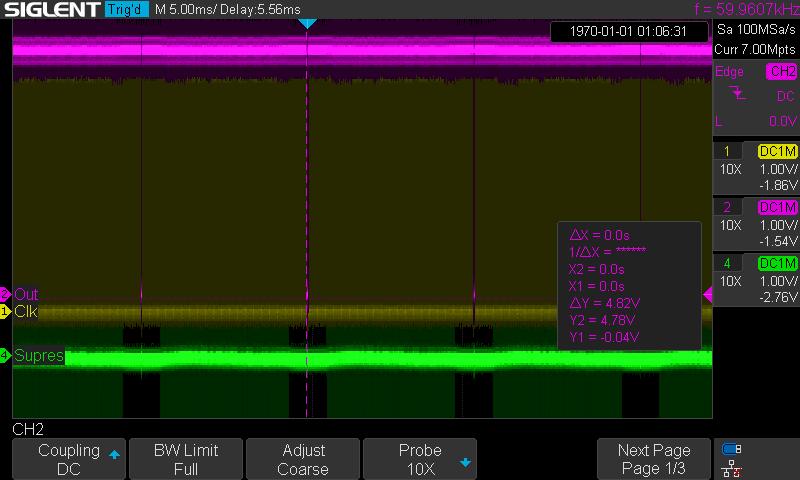 SIGLENT Trig'd M 5.00ms/ Delay:5.56ms f = 59.9607kHz
1970-01-01 01:06:31
Sa 100MSa/s
Curr 7.00Mpts
Edge CH2
DC
L 0.0V
1 DC1M
10X 1.00V/
-1.86V
2 DC1M
10X 1.00V/
-1.54V
4 DC1M
10X 1.00V/
-2.76V
ΔX = 0.0s
1/ΔX = ******
X2 = 0.0s
X1 = 0.0s
ΔY = 4.82V
Y2 = 4.78V
Y1 = -0.04V
2 Out
1 Clk
4 Supres
CH2
Coupling
DC
BW Limit
Full
Adjust
Coarse
Probe
10X
Next Page
Page 1/3